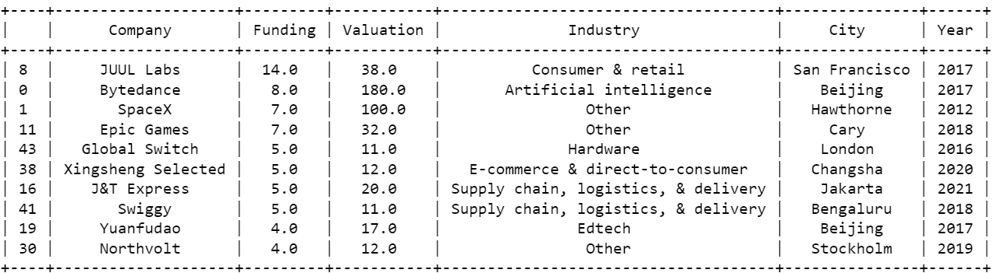 +----+--------------------+---------+-----------+-------------------------------------+---------------+------+
|    |      Company       | Funding | Valuation |              Industry               |     City      | Year |
+----+--------------------+---------+-----------+-------------------------------------+---------------+------+
| 8  |     JUUL Labs      |  14.0   |   38.0    |          Consumer & retail          | San Francisco | 2017 |
| 0  |     Bytedance      |   8.0   |   180.0   |       Artificial intelligence       |    Beijing    | 2017 |
| 1  |       SpaceX       |   7.0   |   100.0   |                Other                |   Hawthorne   | 2012 |
| 11 |     Epic Games     |   7.0   |   32.0    |                Other                |     Cary      | 2018 |
| 43 |   Global Switch    |   5.0   |   11.0    |              Hardware               |    London     | 2016 |
| 38 | Xingsheng Selected |   5.0   |   12.0    |   E-commerce & direct-to-consumer   |   Changsha    | 2020 |
| 16 |    J&T Express     |   5.0   |   20.0    | Supply chain, logistics, & delivery |    Jakarta    | 2021 |
| 41 |       Swiggy       |   5.0   |   11.0    | Supply chain, logistics, & delivery |   Bengaluru   | 2018 |
| 19 |     Yuanfudao      |   4.0   |   17.0    |               Edtech                |    Beijing    | 2017 |
| 30 |     Northvolt      |   4.0   |   12.0    |                Other                |   Stockholm   | 2019 |
+----+--------------------+---------+-----------+-------------------------------------+---------------+------+